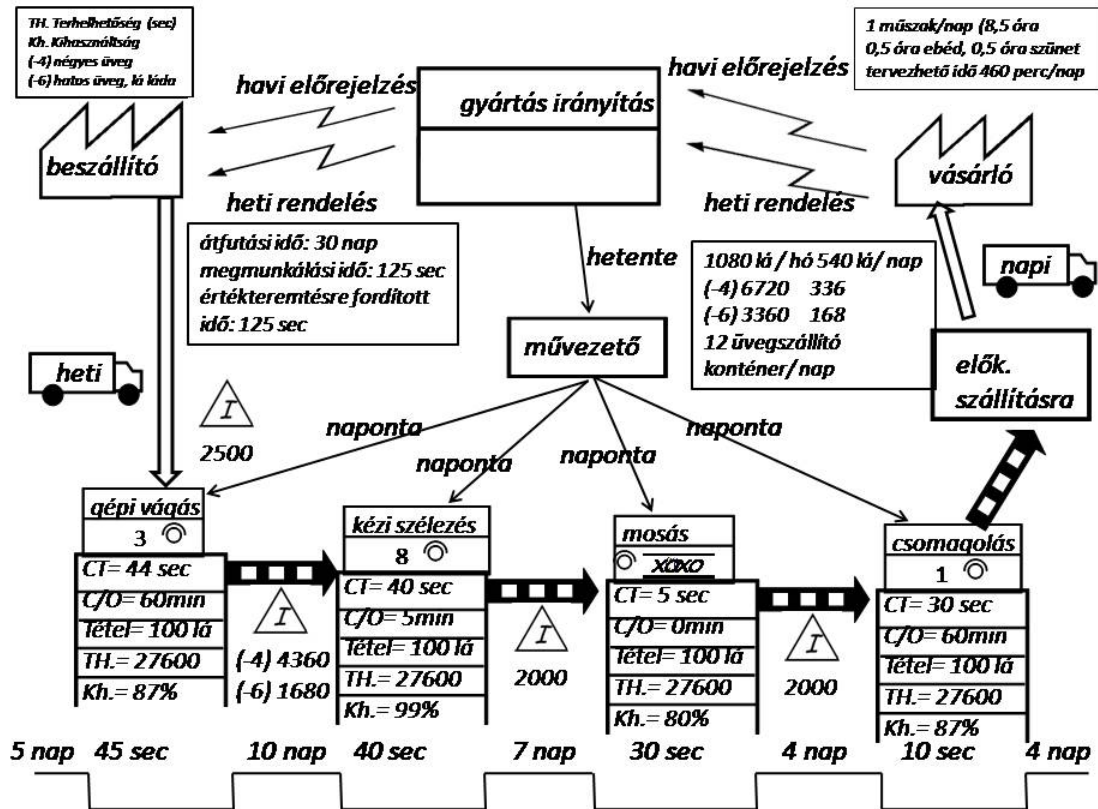 TH. Terhelhetőség (sec)
Kh. Kihasználtság
(-4) négyes üveg
(-6) hatos üveg, lá láda
1 műszak/nap (8,5 óra
0,5 óra ebéd, 0,5 óra szünet
tervezhető idő 460 perc/nap
havi előrejelzés
gyártás irányítás
havi előrejelzés
beszállító
vásárló
heti rendelés
heti rendelés
átfutási idő: 30 nap
megmunkálási idő: 125 sec
értékteremtésre fordított
idő: 125 sec
hetente
1080 lá / hó 540 lá/ nap
(-4) 6720 336
(-6) 3360 168
12 üvegszállító
konténer/ nap
napi
heti
művezető
elők.
szállításra
I
2500
naponta
naponta
naponta
naponta
gépi vágás
3
CT= 44 sec
C/O= 60min
Tétel= 100 lá
TH.= 27600
Kh.= 87%
I
(-4) 4360
(-6) 1680
kézi szélezés
8
CT= 40 sec
C/O= 5min
Tétel= 100 lá
TH.= 27600
Kh.= 99%
I
2000
mosás
XOXO
CT= 5 sec
C/O= 0min
Tétel= 100 lá
TH.= 27600
Kh.= 80%
I
2000
csomagolás
1
CT= 30 sec
C/O= 60min
Tétel= 100 lá
TH.= 27600
Kh.= 87%
5 nap 45 sec 10 nap 40 sec 7 nap 30 sec 4 nap 10 sec 4 nap